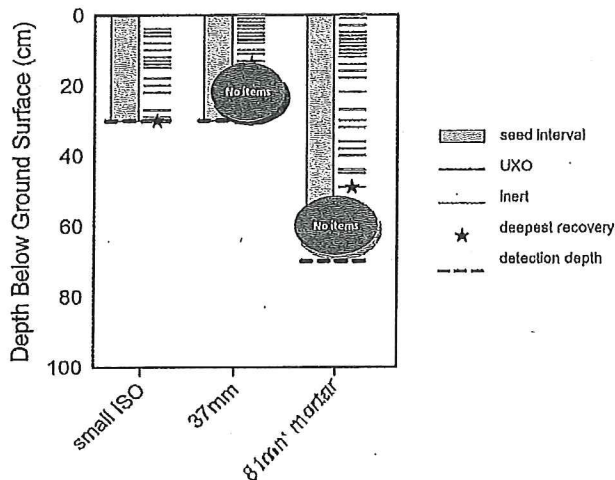 Depth Below Ground Surface (cm)
0
20
40
60
80
100
No items
No items
small ISO
37mm
81mm* mortar
seed interval
UXO
Inert
deepest recovery
detection depth